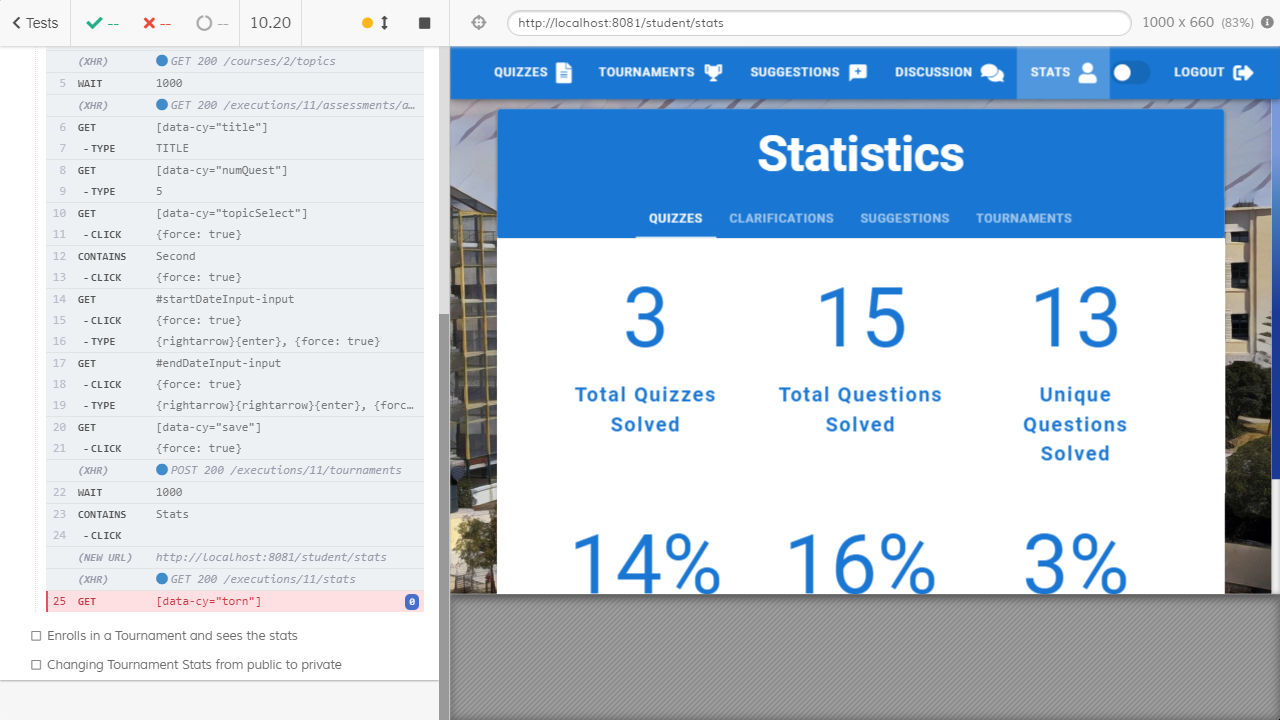 Tests
--
--
--
10.20
http://localhost:8081/student/stats
1000 x 660 (83%)
(XHR) GET 200 /courses/2/topics
5 WAIT 1000
(XHR) GET 200 /executions/11/assessments/a…
6 GET [data-cy="title"]
7 -TYPE TITLE
8 GET [data-cy="numQuest"]
9 -TYPE 5
10 GET [data-cy="topicSelect"]
11 -CLICK {force: true}
12 CONTAINS Second
13 -CLICK {force: true}
14 GET #startDateInput-input
15 -CLICK {force: true}
16 -TYPE {rightarrow}{enter}, {force: true}
17 GET #endDateInput-input
18 -CLICK {force: true}
19 -TYPE {rightarrow}{rightarrow}{enter}, {forc…
20 GET [data-cy="save"]
21 -CLICK {force: true}
(XHR) POST 200 /executions/11/tournaments
22 WAIT 1000
23 CONTAINS Stats
24 -CLICK
(NEW URL) http://localhost:8081/student/stats
(XHR) GET 200 /executions/11/stats
25 GET [data-cy="torn"] 0
Enrolls in a Tournament and sees the stats
Changing Tournament Stats from public to private
QUIZZES TOURNAMENTS SUGGESTIONS DISCUSSION STATS LOGOUT
Statistics
QUIZZES CLARIFICATIONS SUGGESTIONS TOURNAMENTS
3
Total Quizzes
Solved
15
Total Questions
Solved
13
Unique
Questions
Solved
14%
16%
3%